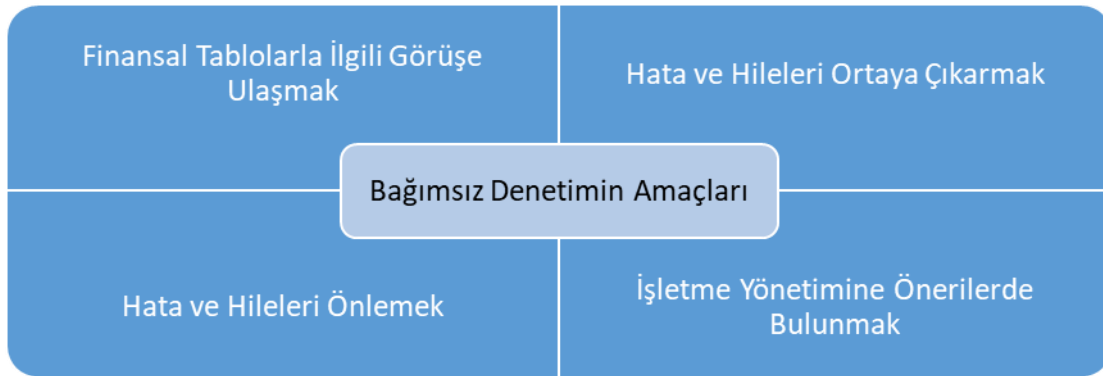 Finansal Tablolarla İlgili Görüşe
Ulaşmak
Hata ve Hileleri Ortaya Çıkarmak
Bağımsız Denetimin Amaçları
Hata ve Hileleri Önlemek
İşletme Yönetimine Önerilerde
Bulunmak